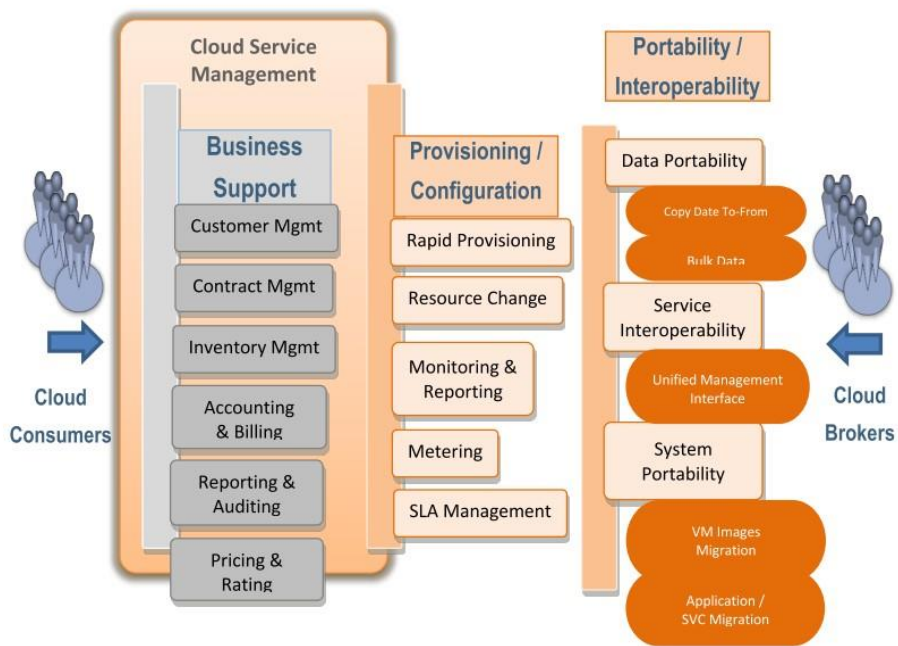 Cloud Service
Management
Business
Support
Customer Mgmt
Contract Mgmt
Inventory Mgmt
Accounting
& Billing
Reporting &
Auditing
Pricing &
Rating
Provisioning /
Configuration
Rapid Provisioning
Resource Change
Monitoring &
Reporting
Metering
SLA Management
Portability /
Interoperability
Data Portability
Copy Date To-From
Bulk Data
Service
Interoperability
Unified Management
Interface
System
Portability
VM Images
Migration
Application /
SVC Migration
Cloud
Consumers
Cloud
Brokers